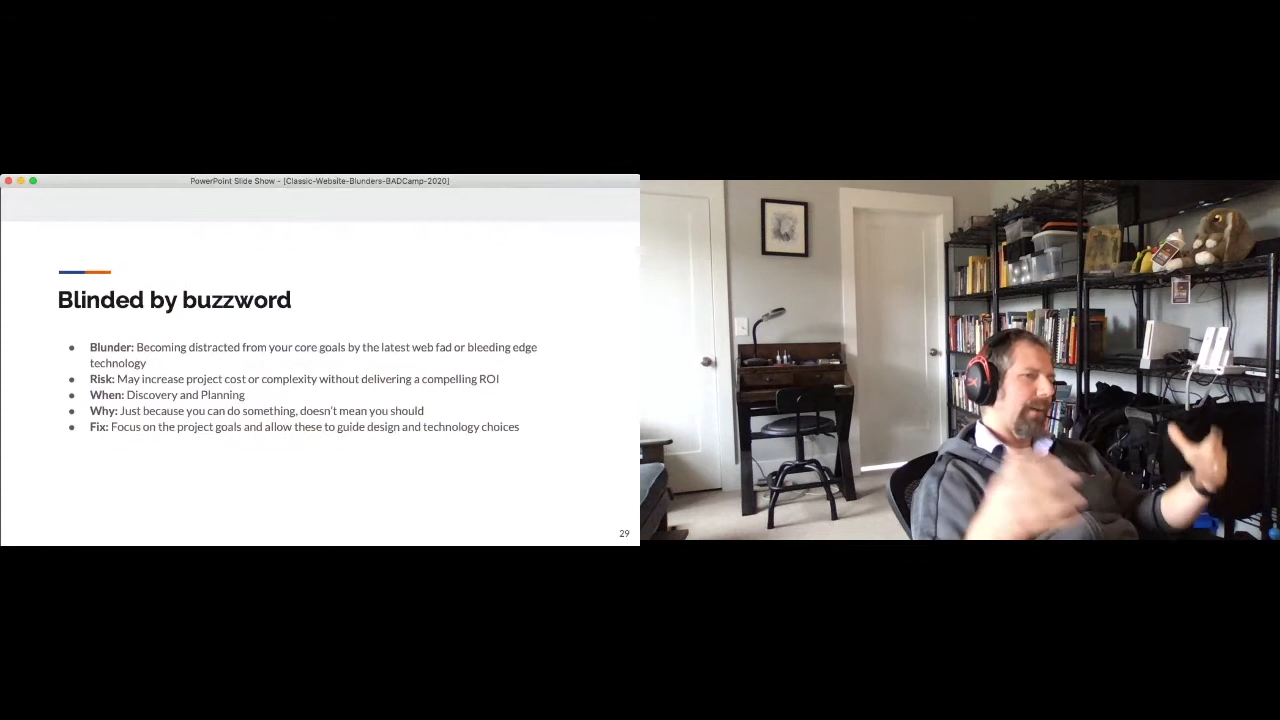 PowerPoint Slide Show - [Classic-Website-Blunders-BADCamp-2020]
Blinded by buzzword
● Blunder: Becoming distracted from your core goals by the latest web fad or bleeding edge
technology
● Risk: May increase project cost or complexity without delivering a compelling ROI
● When: Discovery and Planning
● Why: Just because you can do something, doesn't mean you should
● Fix: Focus on the project goals and allow these to guide design and technology choices
29